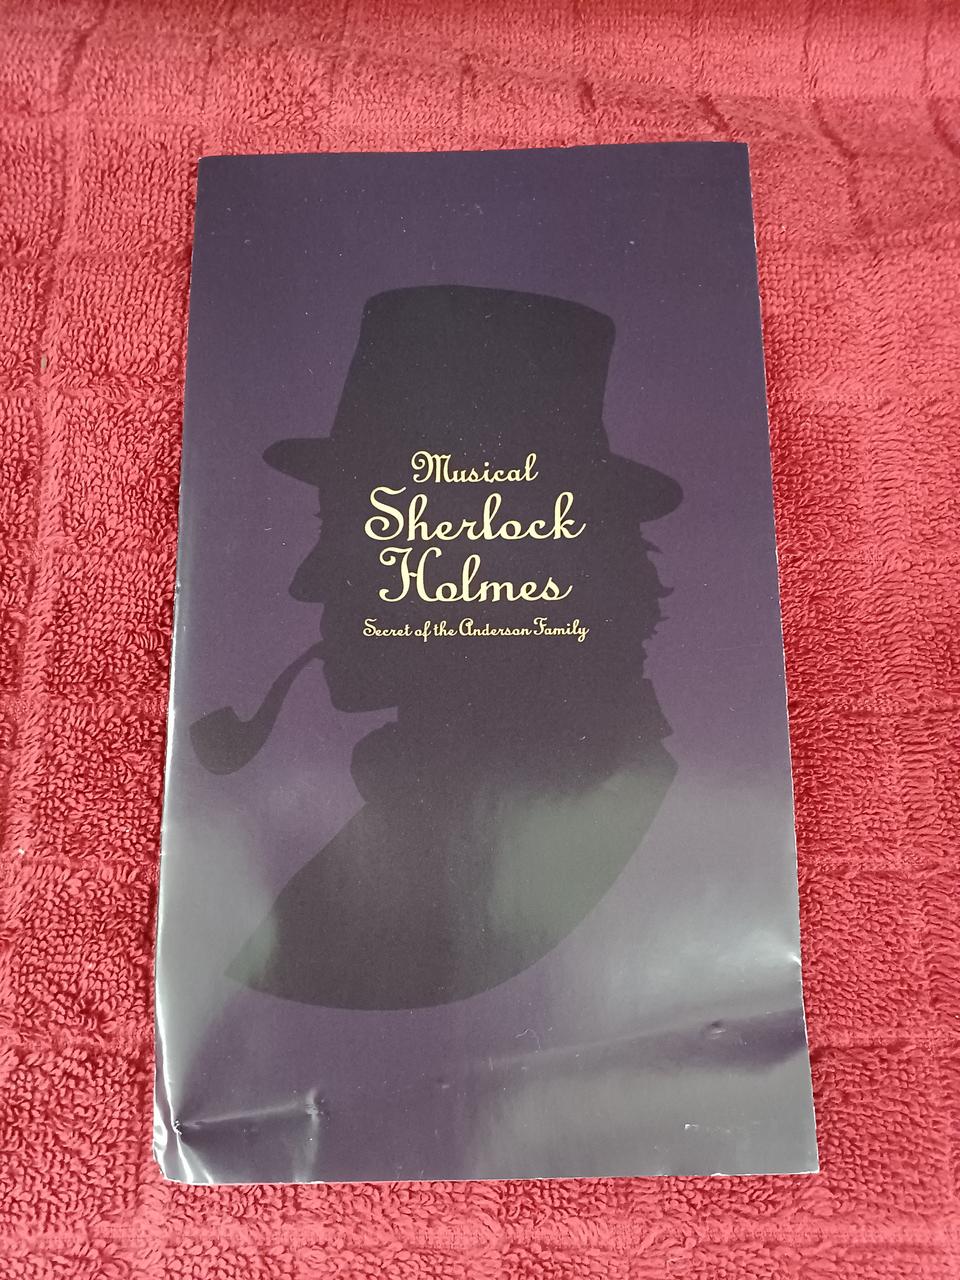 Musical
Sherlock
Holmes
Secret of the Anderson Family